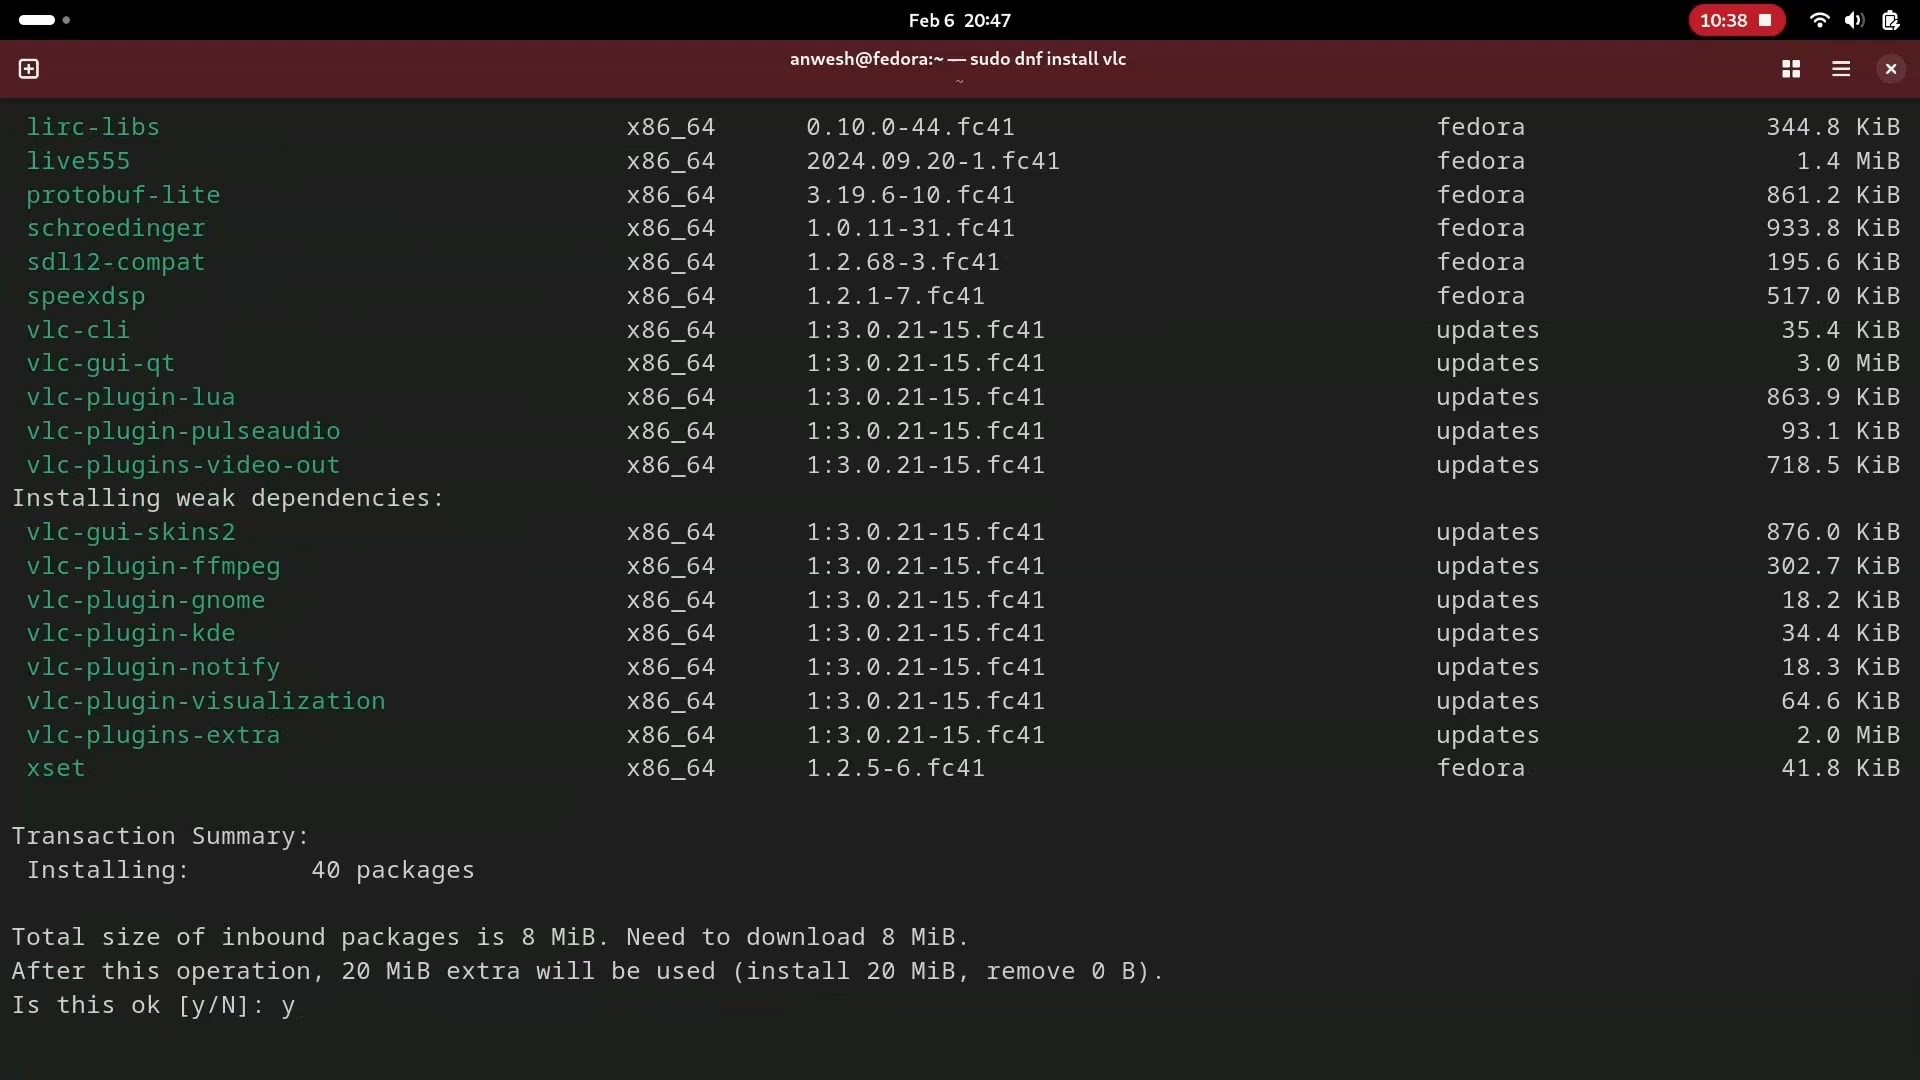 Feb 6 20:47
10:38
anwesh@fedora:~ — sudo dnf install vlc
~
lirc-libs x86_64 0.10.0-44.fc41 fedora 344.8 KiB
live555 x86_64 2024.09.20-1.fc41 fedora 1.4 MiB
protobuf-lite x86_64 3.19.6-10.fc41 fedora 861.2 KiB
schroedinger x86_64 1.0.11-31.fc41 fedora 933.8 KiB
sdl12-compat x86_64 1.2.68-3.fc41 fedora 195.6 KiB
speexdsp x86_64 1.2.1-7.fc41 fedora 517.0 KiB
vlc-cli x86_64 1:3.0.21-15.fc41 updates 35.4 KiB
vlc-gui-qt x86_64 1:3.0.21-15.fc41 updates 3.0 MiB
vlc-plugin-lua x86_64 1:3.0.21-15.fc41 updates 863.9 KiB
vlc-plugin-pulseaudio x86_64 1:3.0.21-15.fc41 updates 93.1 KiB
vlc-plugins-video-out x86_64 1:3.0.21-15.fc41 updates 718.5 KiB
Installing weak dependencies:
vlc-gui-skins2 x86_64 1:3.0.21-15.fc41 updates 876.0 KiB
vlc-plugin-ffmpeg x86_64 1:3.0.21-15.fc41 updates 302.7 KiB
vlc-plugin-gnome x86_64 1:3.0.21-15.fc41 updates 18.2 KiB
vlc-plugin-kde x86_64 1:3.0.21-15.fc41 updates 34.4 KiB
vlc-plugin-notify x86_64 1:3.0.21-15.fc41 updates 18.3 KiB
vlc-plugin-visualization x86_64 1:3.0.21-15.fc41 updates 64.6 KiB
vlc-plugins-extra x86_64 1:3.0.21-15.fc41 updates 2.0 MiB
xset x86_64 1.2.5-6.fc41 fedora 41.8 KiB
Transaction Summary:
Installing: 40 packages
Total size of inbound packages is 8 MiB. Need to download 8 MiB.
After this operation, 20 MiB extra will be used (install 20 MiB, remove 0 B).
Is this ok [y/N]: y